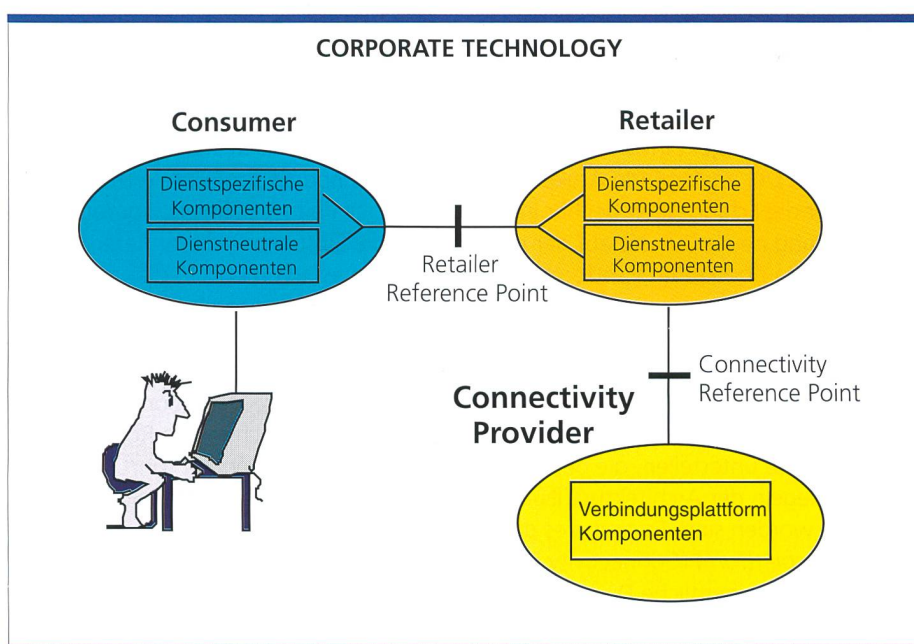 CORPORATE TECHNOLOGY
Consumer
Dienstspezifische
Komponenten
Dienstneutrale
Komponenten
Retailer
Reference Point
Retailer
Dienstspezifische
Komponenten
Dienstneutrale
Komponenten
Connectivity
Reference Point
Connectivity
Provider
Verbindungsplattform
Komponenten